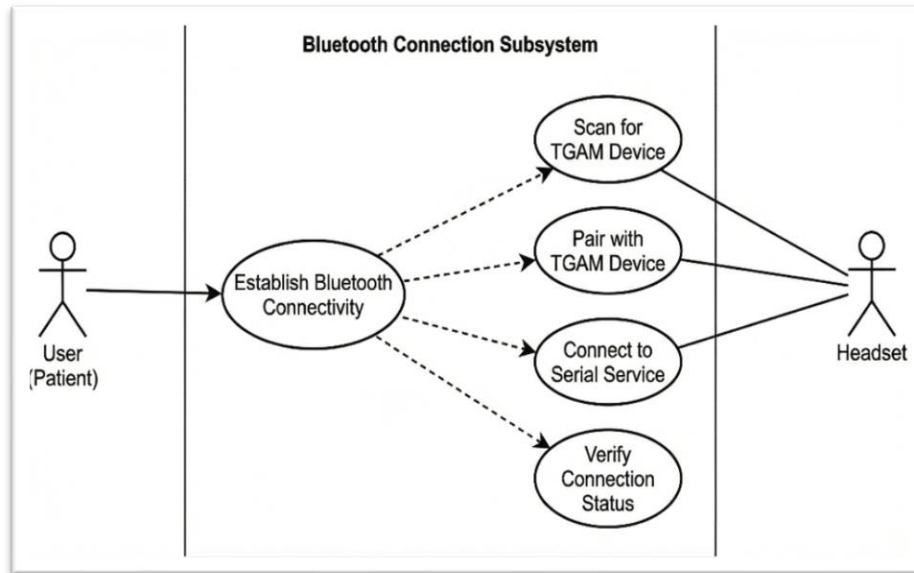 Bluetooth Connection Subsystem
Scan for
TGAM Device
Pair with
TGAM Device
Establish Bluetooth
Connectivity
Connect to
Serial Service
Verify
Connection
Status
User
(Patient)
Headset